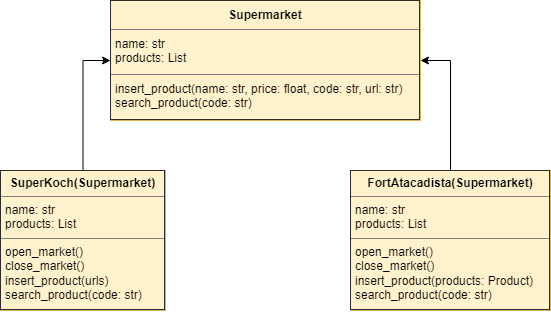 Supermarket
name: str
products: List
insert_product(name: str, price: float, code: str, url: str)
search_product(code: str)
SuperKoch(Supermarket)
name: str
products: List
open_market()
close_market()
insert_product(urls)
search_product(code: str)
FortAtacadista(Supermarket)
name: str
products: List
open_market()
close_market()
insert_product(products: Product)
search_product(code: str)